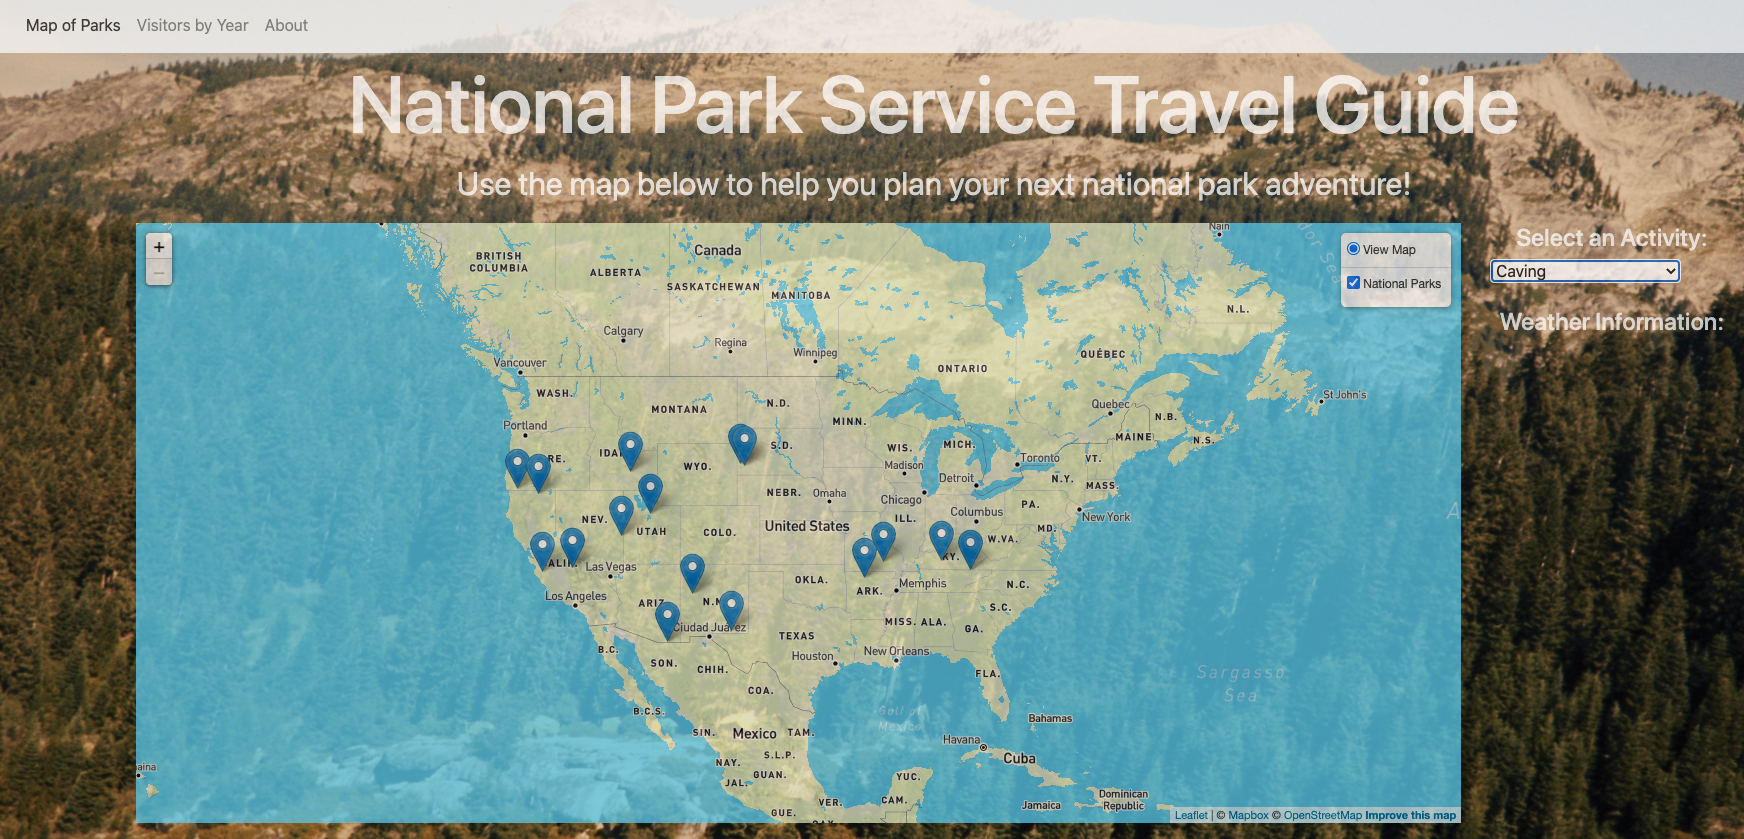 Map of Parks Visitors by Year About
National Park Service Travel Guide
Use the map below to help you plan your next national park adventure!
Select an Activity:
Caving
Weather Information:
+
−
View Map
National Parks
Nain
Canada
BRITISH
COLUMBIA
ALBERTA
SASKATCHEWAN
MANITOBA
N.L.
Calgary
Regina
Winnipeg
Vancouver
ONTARIO
QUÉBEC
WASH.
MONTANA
N.D.
MINN.
Quebec
St John's
N.B.
Portland
S.D.
WIS.
MICH.
MAINE
N.S.
RE.
IDA
WYO.
Madison
Toronto
VT.
Detroit
N.Y.
MASS.
NEBR.
Omaha
Chicago
PA.
NEV.
UTAH
COLO.
United States
ILL.
Columbus
New York
MD.
W.VA.
KY.
ALIF.
Las Vegas
OKLA.
ARK.
Memphis
N.C.
Los Angeles
ARIZ
N.M
S.C.
Ciudad Juárez
TEXAS
MISS.
ALA.
GA.
B.C.
SON.
CHIH.
Houston
New Orleans
FLA.
COA.
Sargasso
Sea
B.C.S.
Gulf of
Mexico
Bahamas
SIN.
Mexico
TAM.
Havana
Cuba
S.L.P.
NAY.
GUAN.
JAL.
YUC.
aina
VER.
CAM.
GUE.
Jamaica
Dominican
Republic
Leaflet | © Mapbox © OpenStreetMap Improve this map